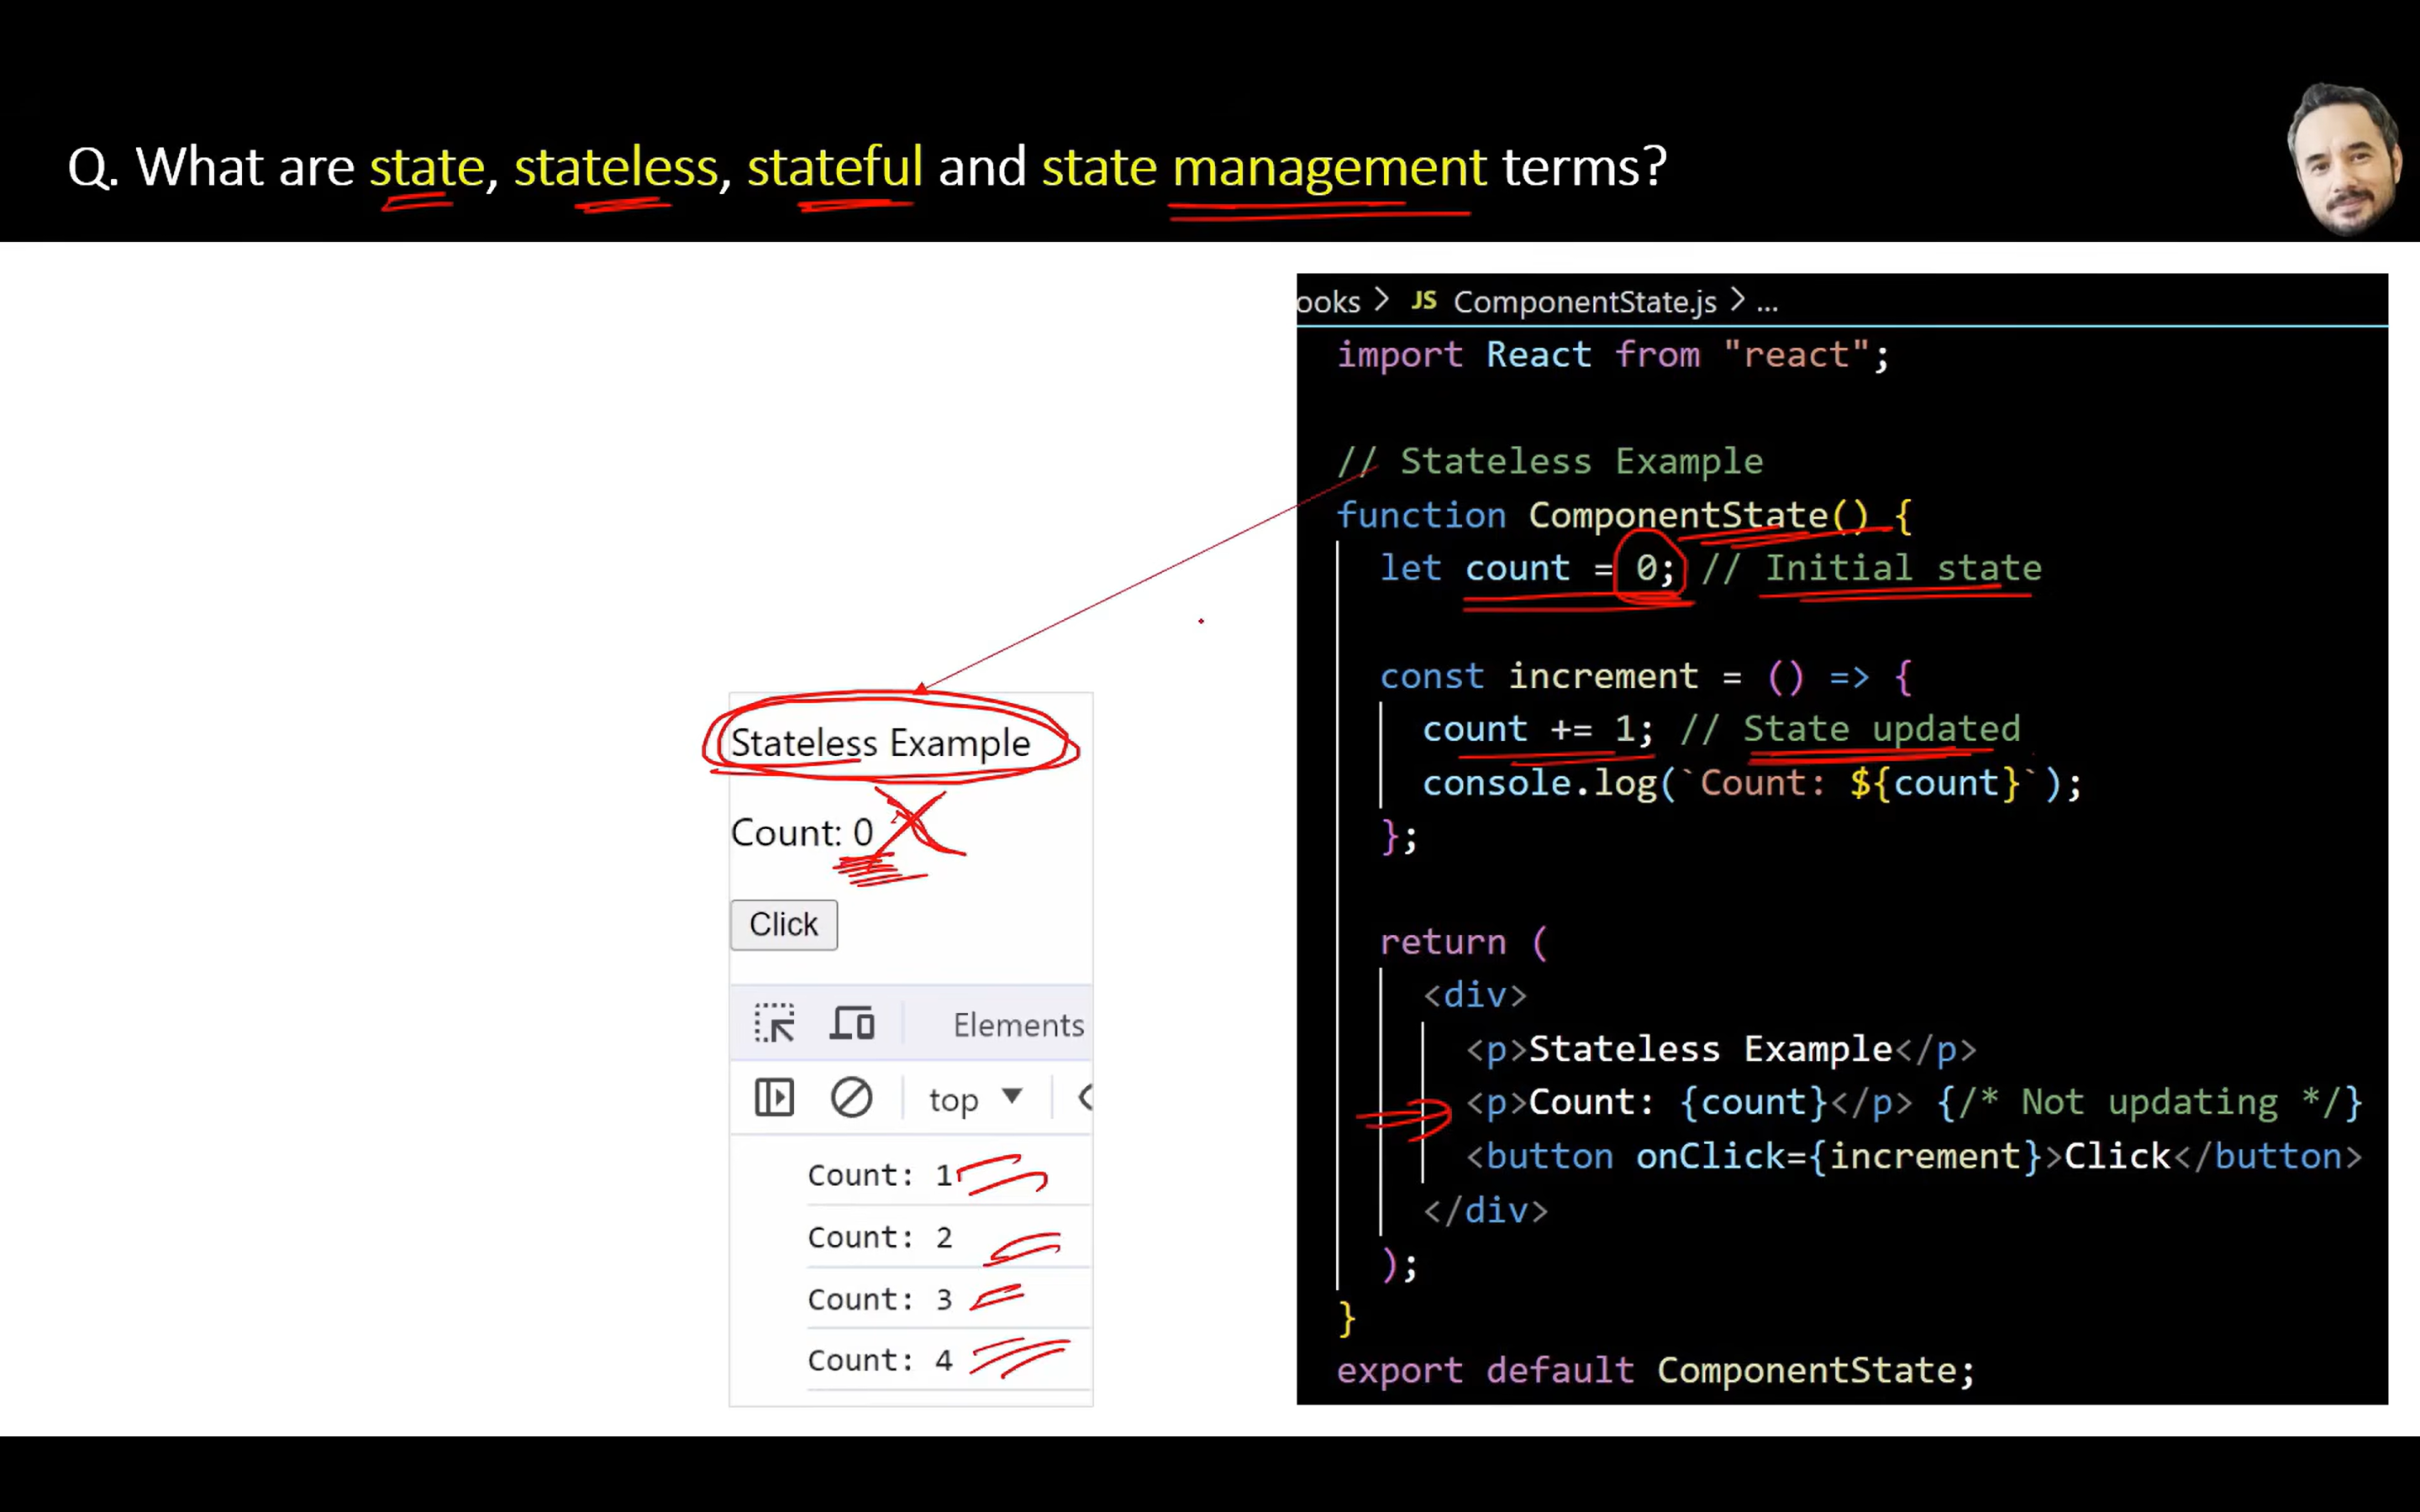 Q. What are state, stateless, stateful and state management terms?
ooks > JS ComponentState.js > ...
import React from "react";
// Stateless Example
function ComponentState() {
let count = 0; // Initial state
const increment = () => {
count += 1; // State updated
console.log(`Count: ${count}`);
};
return (
<div>
<p>Stateless Example</p>
<p>Count: {count}</p> {/* Not updating */}
<button onClick={increment}>Click</button>
</div>
);
}
export default ComponentState;
Stateless Example
Count: 0
Click
Elements
top
Count: 1
Count: 2
Count: 3
Count: 4